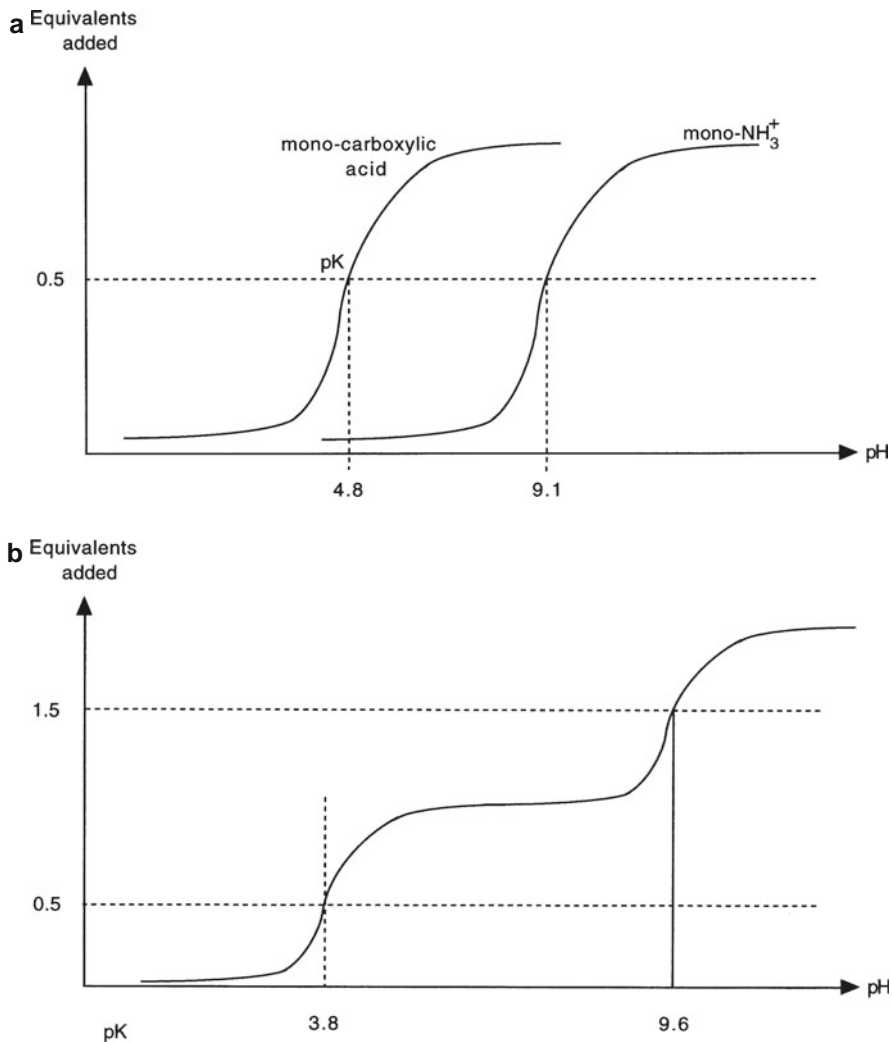 a Equivalents
added
mono-carboxylic
acid
mono-NH3+
pK
0.5
pH
4.8 9.1
b Equivalents
added
1.5
0.5
pH
pK 3.8 9.6